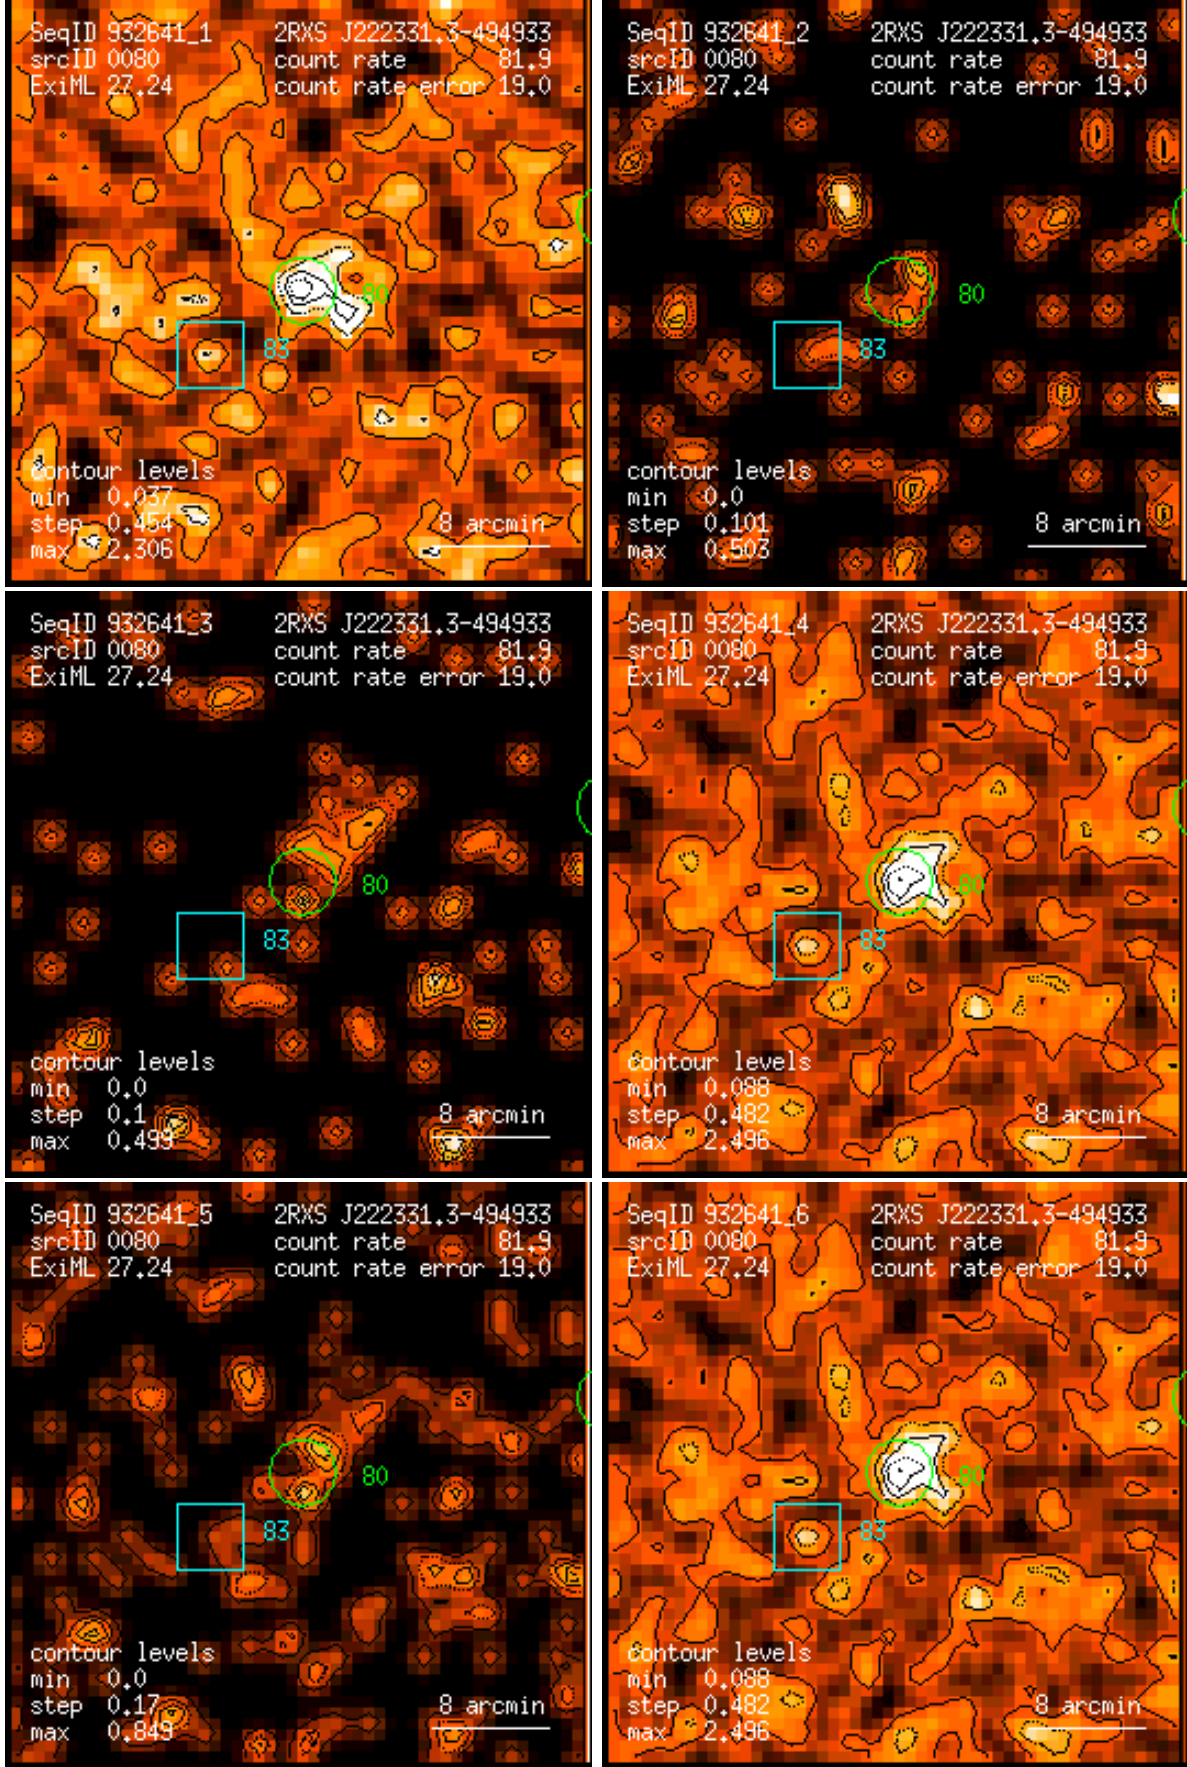 SeqID 932641_1 2RXS J222331.3-494933
srcID 0080 count rate 81.9
ExiML 27.24 count rate error 19.0
80
83
contour levels
min 0.037
step 0.454
max 2.306
8 arcmin
SeqID 932641_2 2RXS J222331.3-494933
srcID 0080 count rate 81.9
ExiML 27.24 count rate error 19.0
80
83
contour levels
min 0.0
step 0.101
max 0.503
8 arcmin
SeqID 932641_3 2RXS J222331.3-494933
srcID 0080 count rate 81.9
ExiML 27.24 count rate error 19.0
80
83
contour levels
min 0.0
step 0.1
max 0.499
8 arcmin
SeqID 932641_4 2RXS J222331.3-494933
srcID 0080 count rate 81.9
ExiML 27.24 count rate error 19.0
80
83
contour levels
min 0.088
step 0.482
max 2.496
8 arcmin
SeqID 932641_5 2RXS J222331.3-494933
srcID 0080 count rate 81.9
ExiML 27.24 count rate error 19.0
80
83
contour levels
min 0.0
step 0.17
max 0.849
8 arcmin
SeqID 932641_6 2RXS J222331.3-494933
srcID 0080 count rate 81.9
ExiML 27.24 count rate error 19.0
80
83
contour levels
min 0.088
step 0.482
max 2.496
8 arcmin